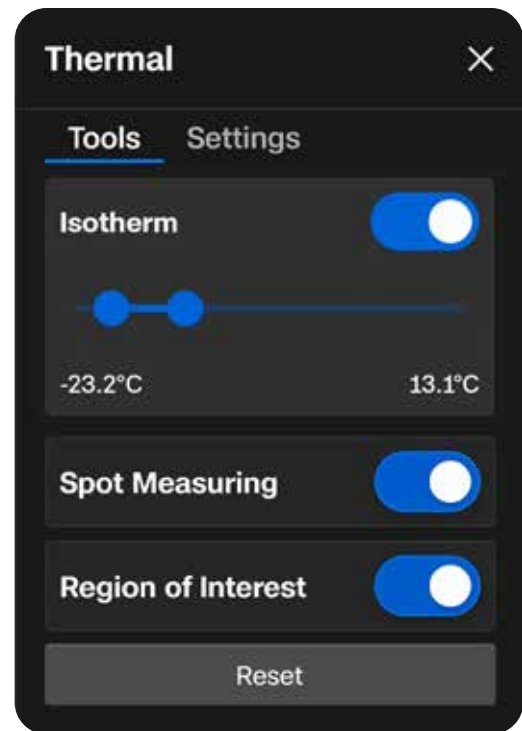 Thermal
Tools Settings
Isotherm
-23.2°C 13.1°C
Spot Measuring
Region of Interest
Reset